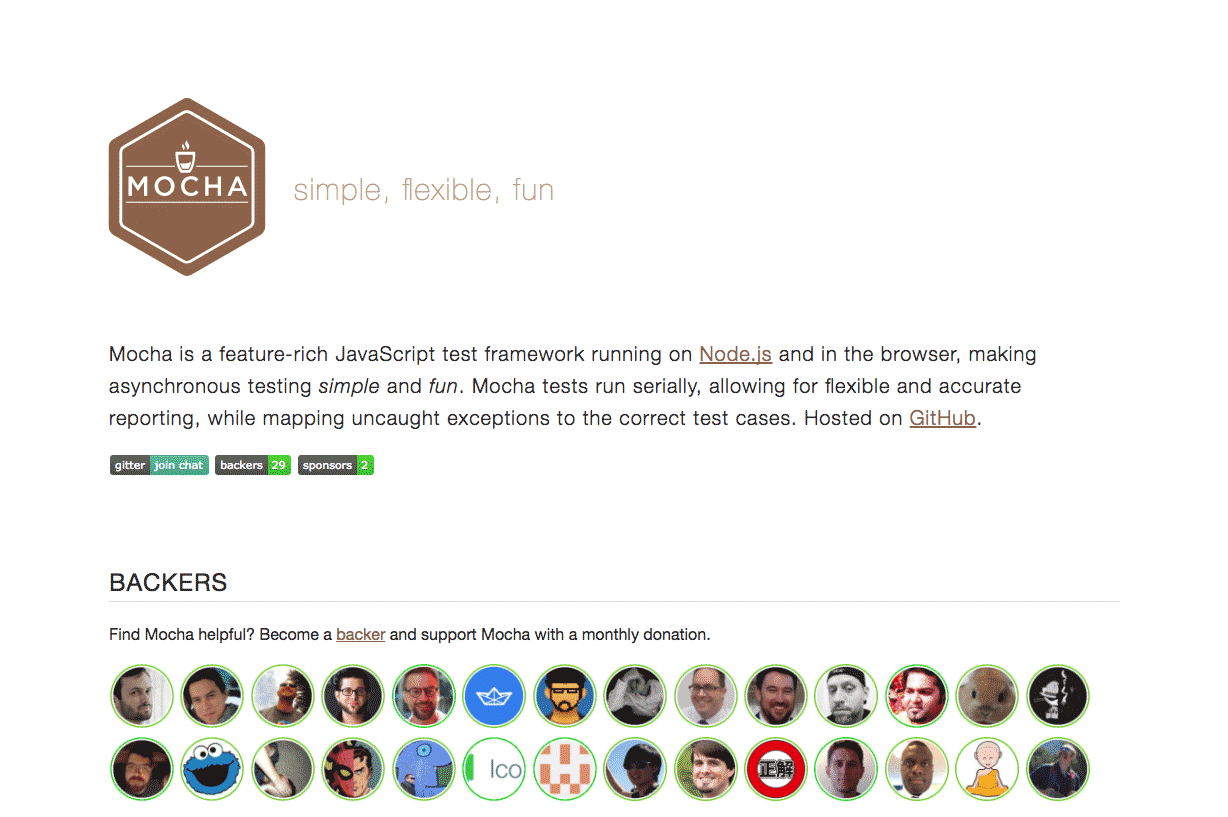 MOCHA
simple, flexible, fun
Mocha is a feature-rich JavaScript test framework running on Node.js and in the browser, making
asynchronous testing simple and fun. Mocha tests run serially, allowing for flexible and accurate
reporting, while mapping uncaught exceptions to the correct test cases. Hosted on GitHub.
gitter join chat backers 29 sponsors 2
BACKERS
Find Mocha helpful? Become a backer and support Mocha with a monthly donation.
Ico
正解